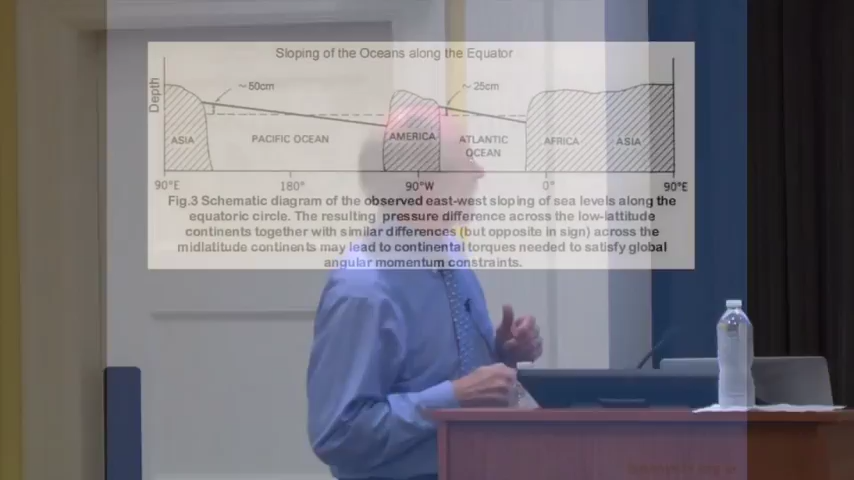 Sloping of the Oceans along the Equator
Depth
~50cm
~25cm
ASIA
PACIFIC OCEAN
AMERICA
ATLANTIC
OCEAN
AFRICA
ASIA
90°E
180°
90°W
0°
90°E
Fig.3 Schematic diagram of the observed east-west sloping of sea levels along the
equatoric circle. The resulting pressure difference across the low-lattitude
continents together with similar differences (but opposite in sign) across the
midlatitude continents may lead to continental torques needed to satisfy global
angular momentum constraints.